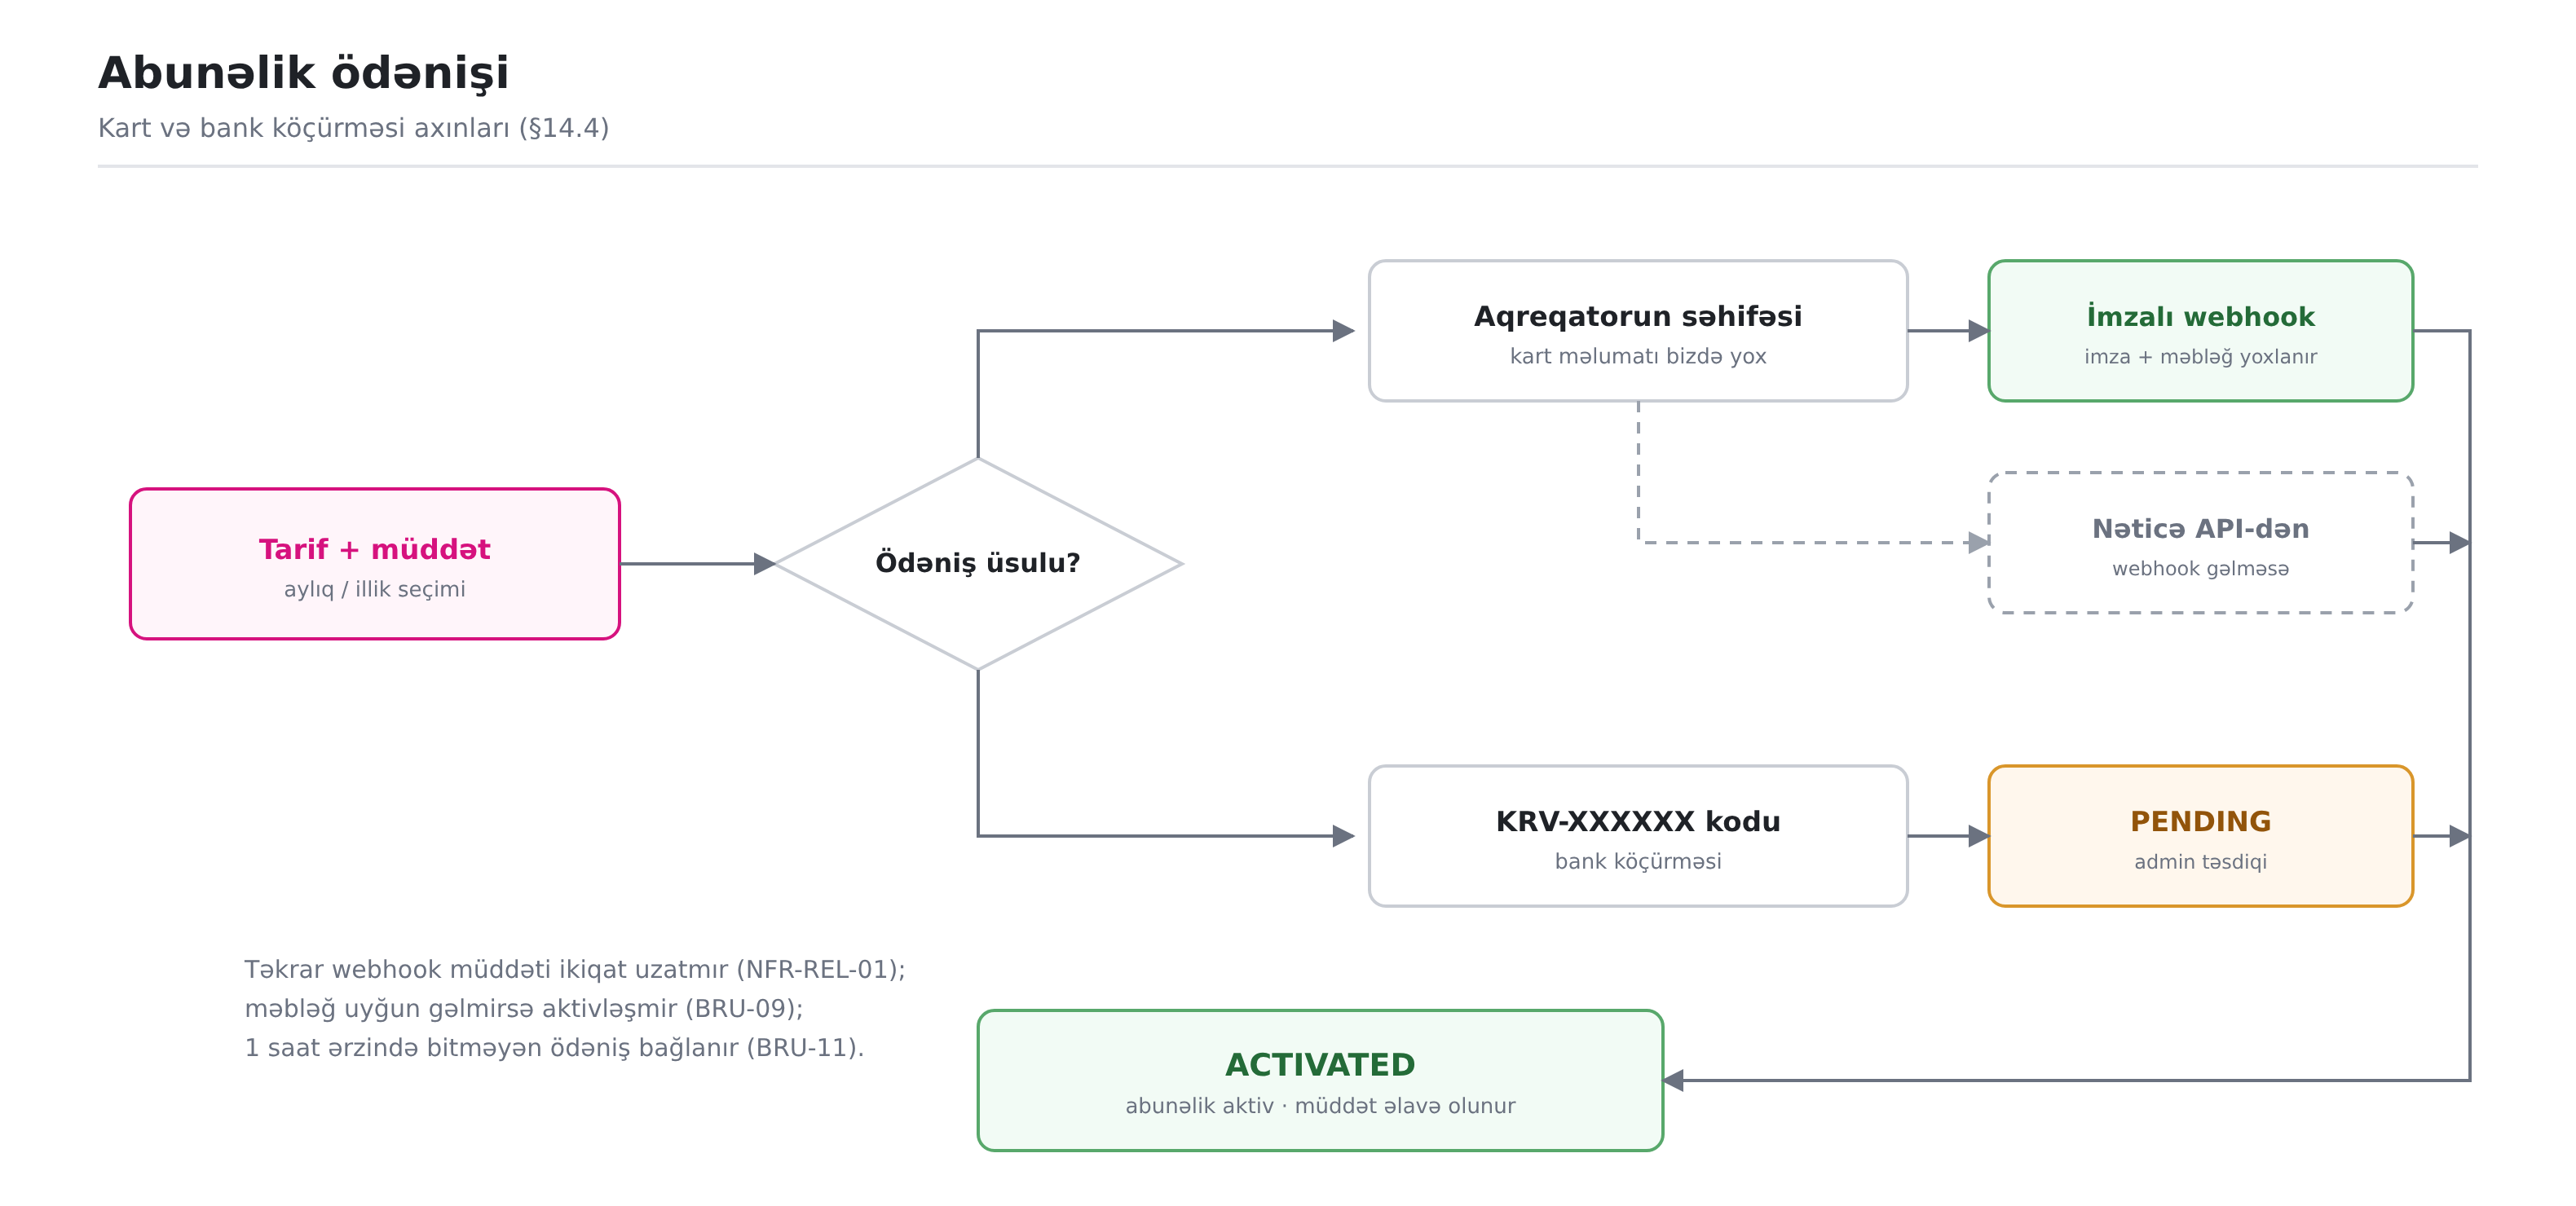 Abunəlik ödənişi
Kart və bank köçürməsi axınları (§14.4)
Aqreqatorun səhifəsi
kart məlumatı bizdə yox
İmzalı webhook
imza + məbləğ yoxlanır
Tarif + müddət
aylıq / illik seçimi
Ödəniş üsulu?
Nəticə API-dən
webhook gəlməsə
KRV-XXXXXX kodu
bank köçürməsi
PENDING
admin təsdiqi
Təkrar webhook müddəti ikiqat uzatmır (NFR-REL-01);
məbləğ uyğun gəlmirsə aktivləşmir (BRU-09);
1 saat ərzində bitməyən ödəniş bağlanır (BRU-11).
ACTIVATED
abunəlik aktiv · müddət əlavə olunur